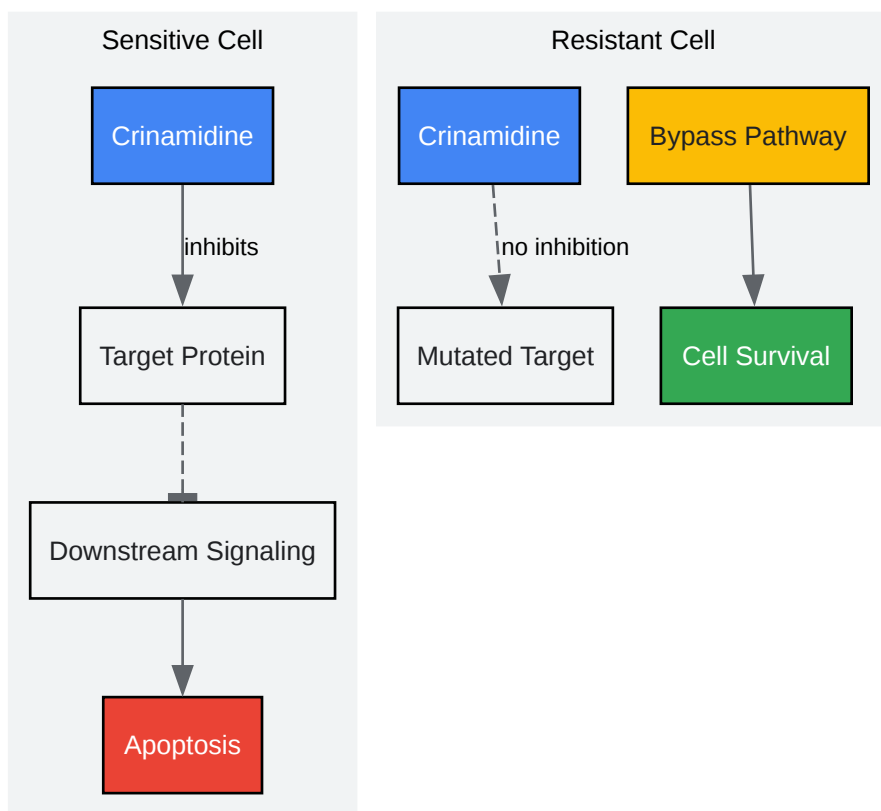 Sensitive Cell
Crinamidine
inhibits
Target Protein
Downstream Signaling
Apoptosis
Resistant Cell
Crinamidine
Bypass Pathway
no inhibition
Mutated Target
Cell Survival